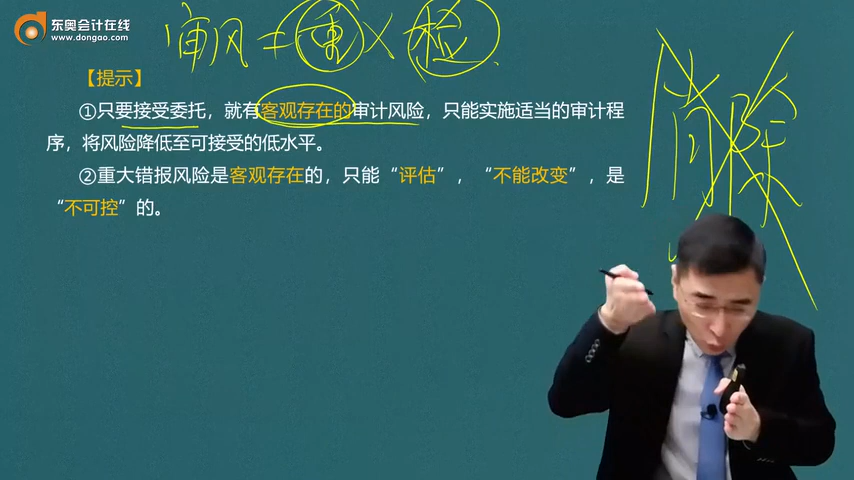 东奥会计在线
www.dongao.com
审风=重×检
【提示】
①只要接受委托，就有客观存在的审计风险，只能实施适当的审计程
序，将风险降低至可接受的低水平。
②重大错报风险是客观存在的，只能“评估”，“不能改变”，是
“不可控”的。
消除